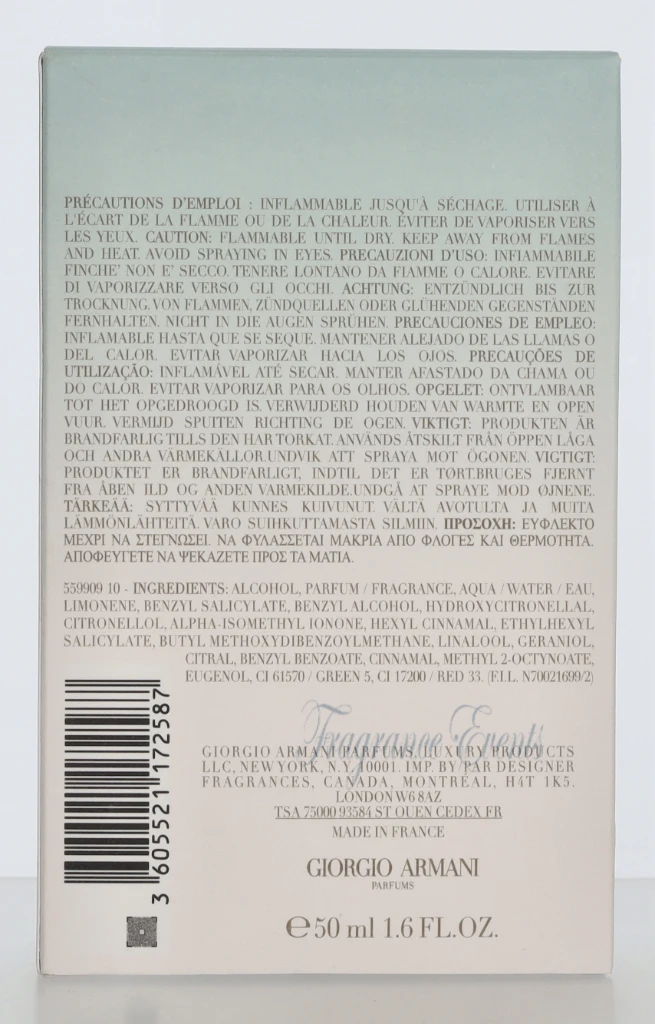 PRÉCAUTIONS D'EMPLOI : INFLAMMABLE JUSQU'À SÉCHAGE. UTILISER À
L'ÉCART DE LA FLAMME OU DE LA CHALEUR. ÉVITER DE VAPORISER VERS
LES YEUX. CAUTION: FLAMMABLE UNTIL DRY. KEEP AWAY FROM FLAMES
AND HEAT. AVOID SPRAYING IN EYES. PRECAUZIONI D'USO: INFIAMMABILE
FINCHE' NON E' SECCO. TENERE LONTANO DA FIAMME O CALORE. EVITARE
DI VAPORIZZARE VERSO GLI OCCHI. ACHTUNG: ENTZÜNDLICH BIS ZUR
TROCKNUNG. VON FLAMMEN, ZÜNDQUELLEN ODER GLÜHENDEN GEGENSTÄNDEN
FERNHALTEN. NICHT IN DIE AUGEN SPRÜHEN. PRECAUCIONES DE EMPLEO:
INFLAMABLE HASTA QUE SE SEQUE. MANTENER ALEJADO DE LAS LLAMAS O
DEL CALOR. EVITAR VAPORIZAR HACIA LOS OJOS. PRECAUÇÕES DE
UTILIZAÇÃO: INFLAMÁVEL ATÉ SECAR. MANTER AFASTADO DA CHAMA OU
DO CALOR. EVITAR VAPORIZAR PARA OS OLHOS. OPGELET: ONTVLAMBAAR
TOT HET OPGEDROOGD IS. VERWIJDERD HOUDEN VAN WARMTE EN OPEN
VUUR. VERMIJD SPUITEN RICHTING DE OGEN. VIKTIGT: PRODUKTEN ÄR
BRANDFARLIG TILLS DEN HAR TORKAT. ANVÄNDS ÅTSKILT FRÅN ÖPPEN LÅGA
OCH ANDRA VÄRMEKÄLLOR.UNDVIK ATT SPRAYA MOT ÖGONEN. VIGTIGT:
PRODUKTET ER BRANDFARLIGT, INDTIL DET ER TØRT.BRUGES FJERNT
FRA ÅBEN ILD OG ANDEN VARMEKILDE.UNDGÅ AT SPRAYE MOD ØJNENE.
TÄRKEÄÄ: SYTTYVÄÄ KUNNES KUIVUNUT. VÄLTÄ AVOTULTA JA MUITA
LÄMMÖNLÄHTEITÄ. VARO SUIHKUTTAMASTA SILMIIN. ΠΡΟΣΟΧΗ: ΕΥΦΛΕΚΤΟ
ΜΕΧΡΙ ΝΑ ΣΤΕΓΝΩΣΕΙ. ΝΑ ΦΥΛΑΣΣΕΤΑΙ ΜΑΚΡΙΑ ΑΠΟ ΦΛΟΓΕΣ ΚΑΙ ΘΕΡΜΟΤΗΤΑ.
ΑΠΟΦΕΥΓΕΤΕ ΝΑ ΨΕΚΑΖΕΤΕ ΠΡΟΣ ΤΑ ΜΑΤΙΑ.
559909 10 - INGREDIENTS: ALCOHOL, PARFUM / FRAGRANCE, AQUA / WATER / EAU,
LIMONENE, BENZYL SALICYLATE, BENZYL ALCOHOL, HYDROXYCITRONELLAL,
CITRONELLOL, ALPHA-ISOMETHYL IONONE, HEXYL CINNAMAL, ETHYLHEXYL
SALICYLATE, BUTYL METHOXYDIBENZOYLMETHANE, LINALOOL, GERANIOL,
CITRAL, BENZYL BENZOATE, CINNAMAL, METHYL 2-OCTYNOATE,
EUGENOL, CI 61570 / GREEN 5, CI 17200 / RED 33. (F.I.L. N70021699/2)
3 605521 172587
Fragrance Events
GIORGIO ARMANI PARFUMS, LUXURY PRODUCTS
LLC, NEW YORK, N.Y. 10001. IMP. BY PAR DESIGNER
FRAGRANCES, CANADA, MONTRÉAL, H4T 1K5.
LONDON W6 8AZ
TSA 75000 93584 ST OUEN CEDEX FR
MADE IN FRANCE
GIORGIO ARMANI
PARFUMS
℮ 50 ml 1.6 FL.OZ.